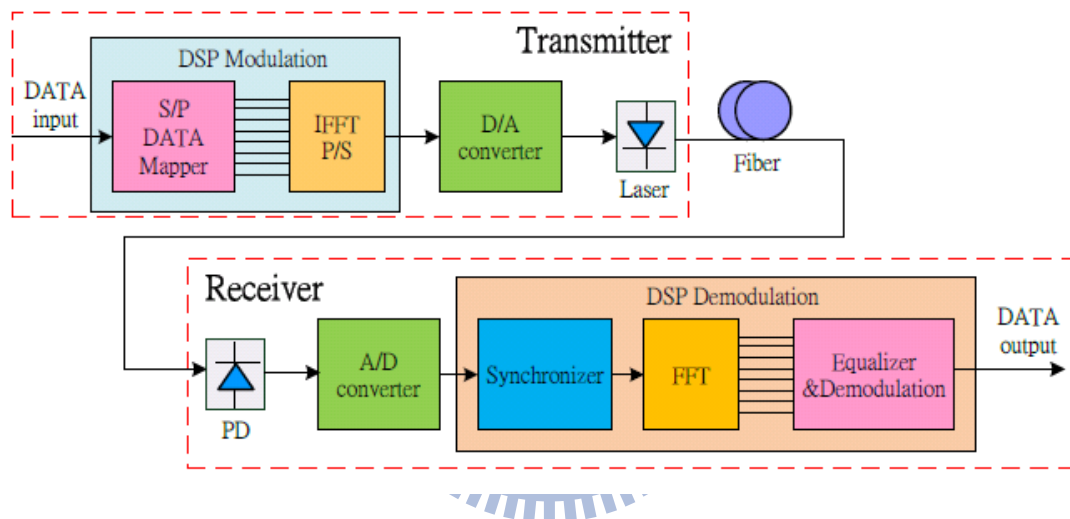 Transmitter
DSP Modulation
DATA
input
S/P
DATA
Mapper
IFFT
P/S
D/A
converter
Laser
Fiber
Receiver
DSP Demodulation
PD
A/D
converter
Synchronizer
FFT
Equalizer
&Demodulation
DATA
output